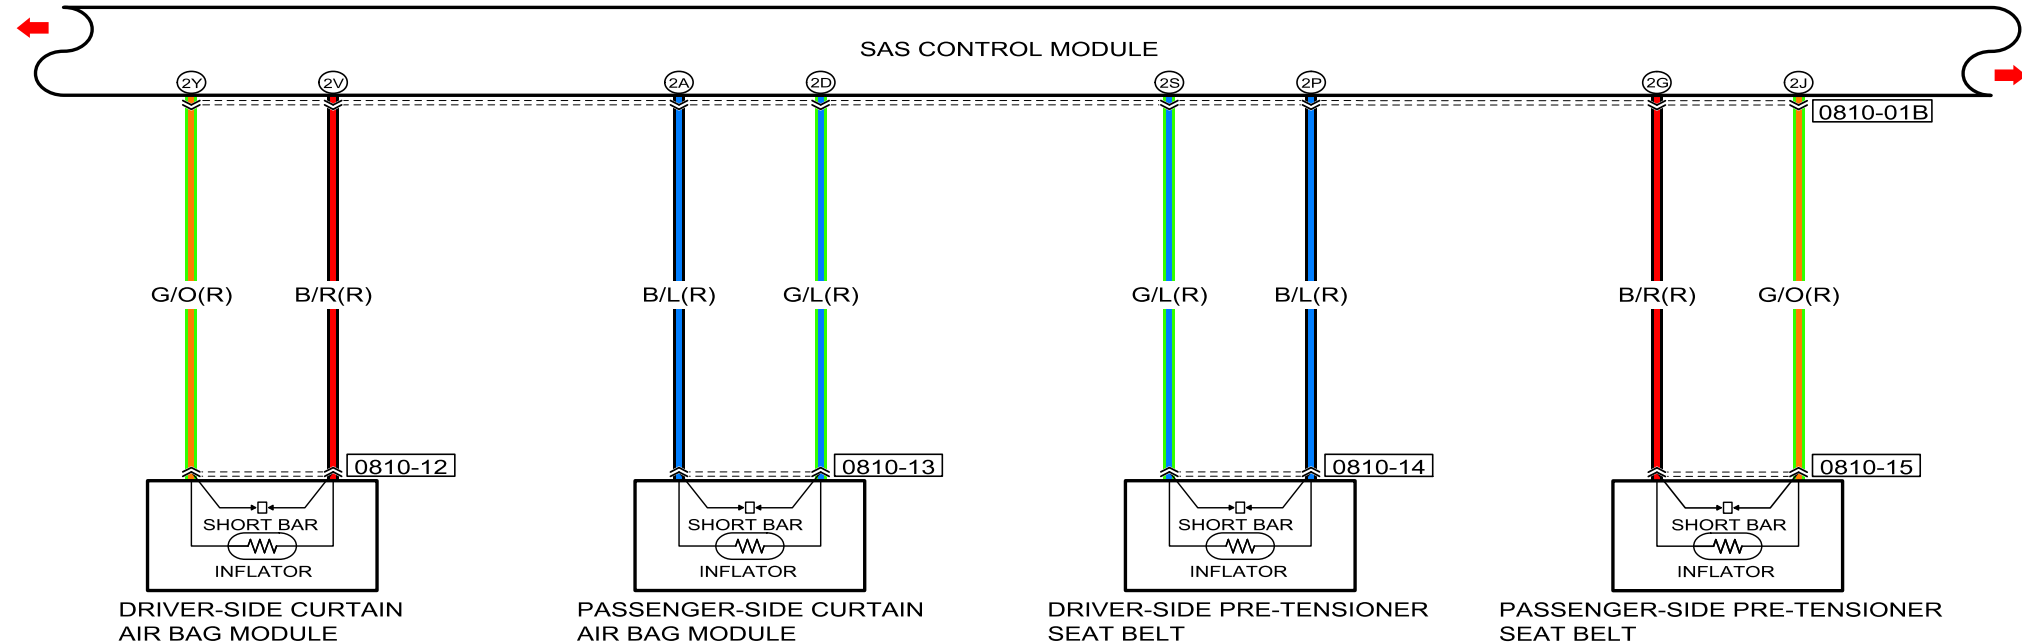 SAS CONTROL MODULE
2Y 2V 2A 2D 2S 2P 2G 2J
0810-01B
G/O(R) B/R(R) B/L(R) G/L(R) G/L(R) B/L(R) B/R(R) G/O(R)
0810-12 0810-13 0810-14 0810-15
SHORT BAR SHORT BAR SHORT BAR SHORT BAR
INFLATOR INFLATOR INFLATOR INFLATOR
DRIVER-SIDE CURTAIN
AIR BAG MODULE
PASSENGER-SIDE CURTAIN
AIR BAG MODULE
DRIVER-SIDE PRE-TENSIONER
SEAT BELT
PASSENGER-SIDE PRE-TENSIONER
SEAT BELT